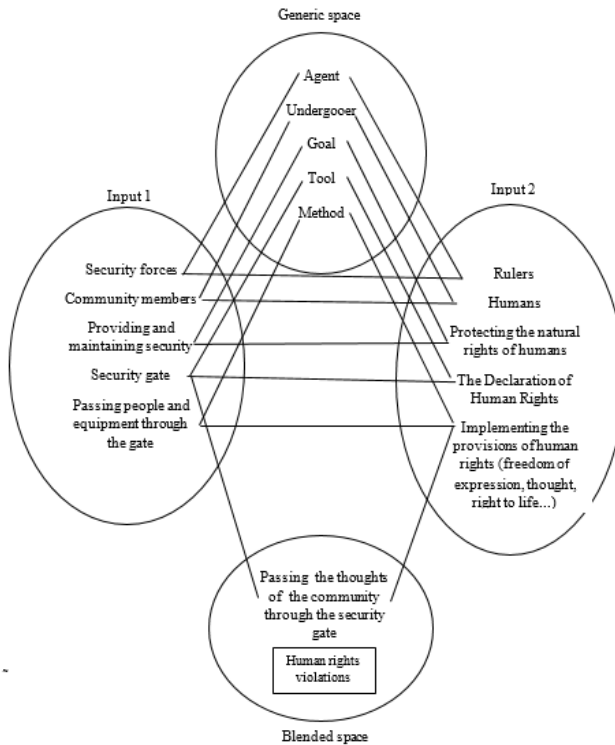 Generic space
Agent
Undergooer
Goal
Tool
Method
Input 1
Security forces
Community members
Providing and
maintaining security
Security gate
Passing people and
equipment through
the gate
Input 2
Rulers
Humans
Protecting the natural
rights of humans
The Declaration of
Human Rights
Implementing the
provisions of human
rights (freedom of
expression, thought,
right to life...)
Passing the thoughts
of the community
through the security
gate
Human rights
violations
Blended space